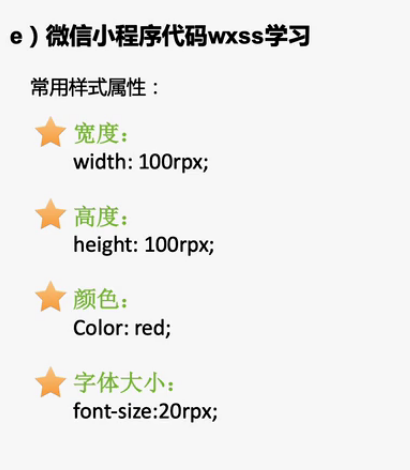 e）微信小程序代码wxss学习
常用样式属性：
宽度：
width: 100rpx;
高度：
height: 100rpx;
颜色：
Color: red;
字体大小：
font-size:20rpx;